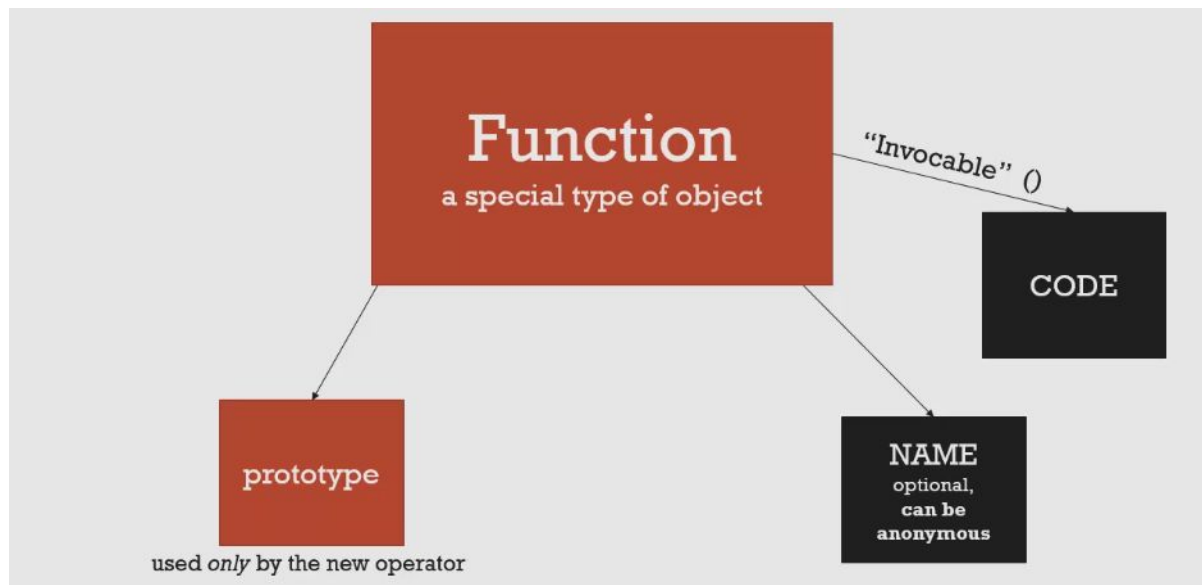 Function
a special type of object
“Invocable” ()
CODE
prototype
used only by the new operator
NAME
optional,
can be
anonymous